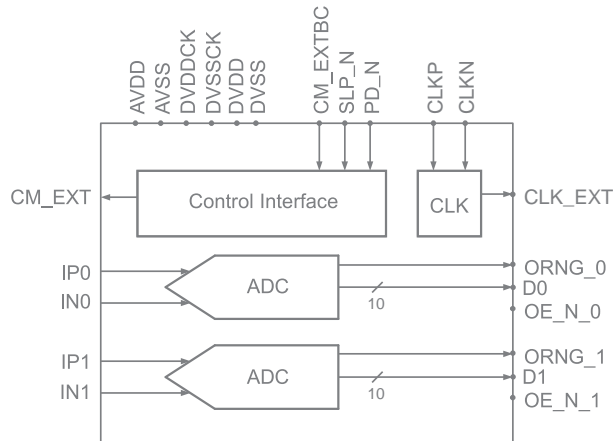 AVDD
AVSS
DVDDCK
DVSSCK
DVDD
DVSS
CM_EXTBC
SLP_N
PD_N
CLKP
CLKN
CM_EXT
Control Interface
CLK
CLK_EXT
IP0
IN0
ADC
10
ORNG_0
D0
OE_N_0
IP1
IN1
ADC
10
ORNG_1
D1
OE_N_1